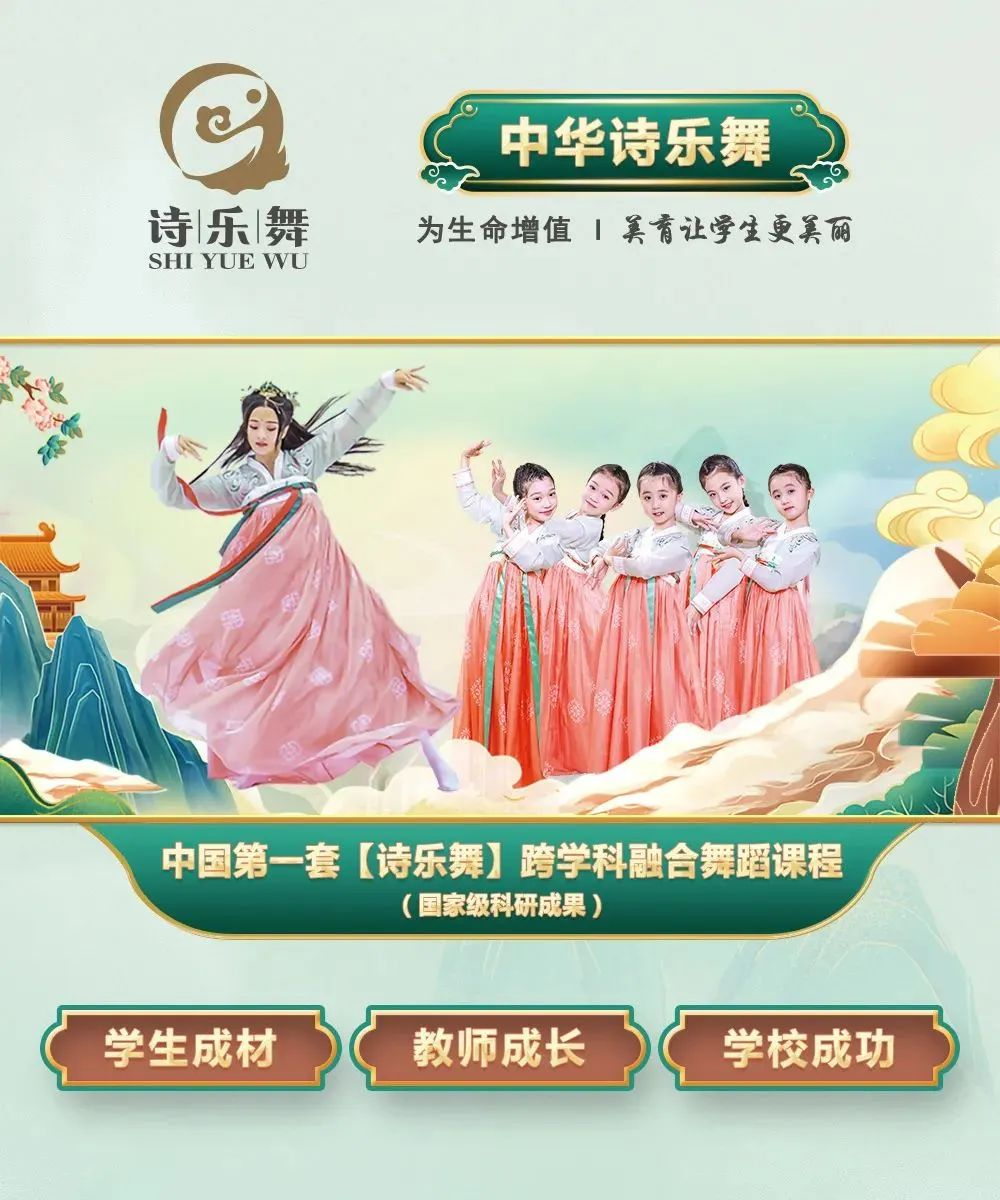 诗|乐|舞
SHI YUE WU
中华诗乐舞
为生命增值 | 美育让学生更美丽
中国第一套【诗乐舞】跨学科融合舞蹈课程
(国家级科研成果)
学生成材
教师成长
学校成功